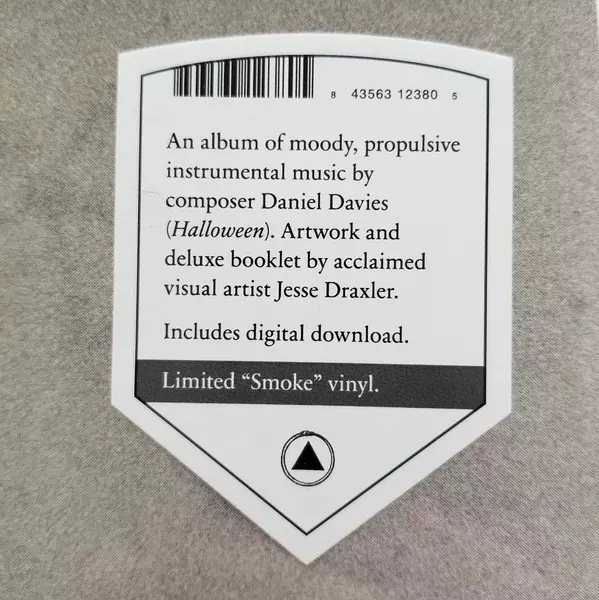 8 43563 12380 5
An album of moody, propulsive
instrumental music by
composer Daniel Davies
(Halloween). Artwork and
deluxe booklet by acclaimed
visual artist Jesse Draxler.
Includes digital download.
Limited “Smoke” vinyl.